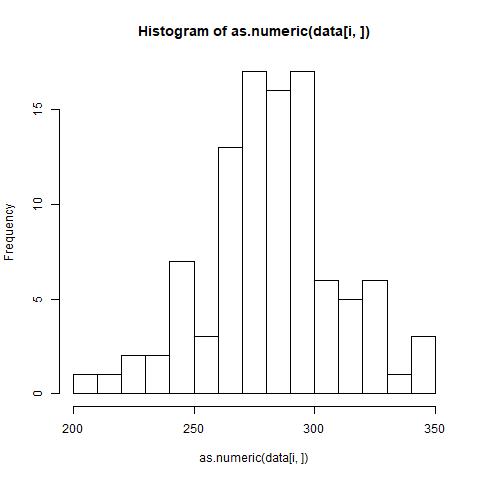 Histogram of as.numeric(data[i, ])
Frequency
15
10
5
0
200 250 300 350
as.numeric(data[i, ])